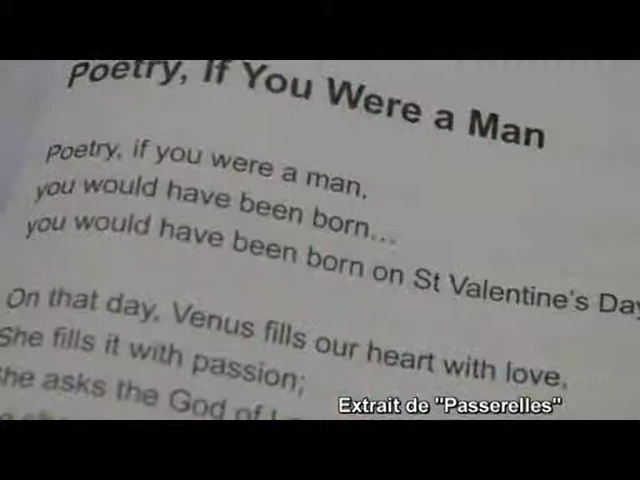 Poetry, If You Were a Man
Poetry, if you were a man,
you would have been born...
you would have been born on St Valentine's Day
On that day, Venus fills our heart with love,
She fills it with passion;
she asks the God of
Extrait de "Passerelles"